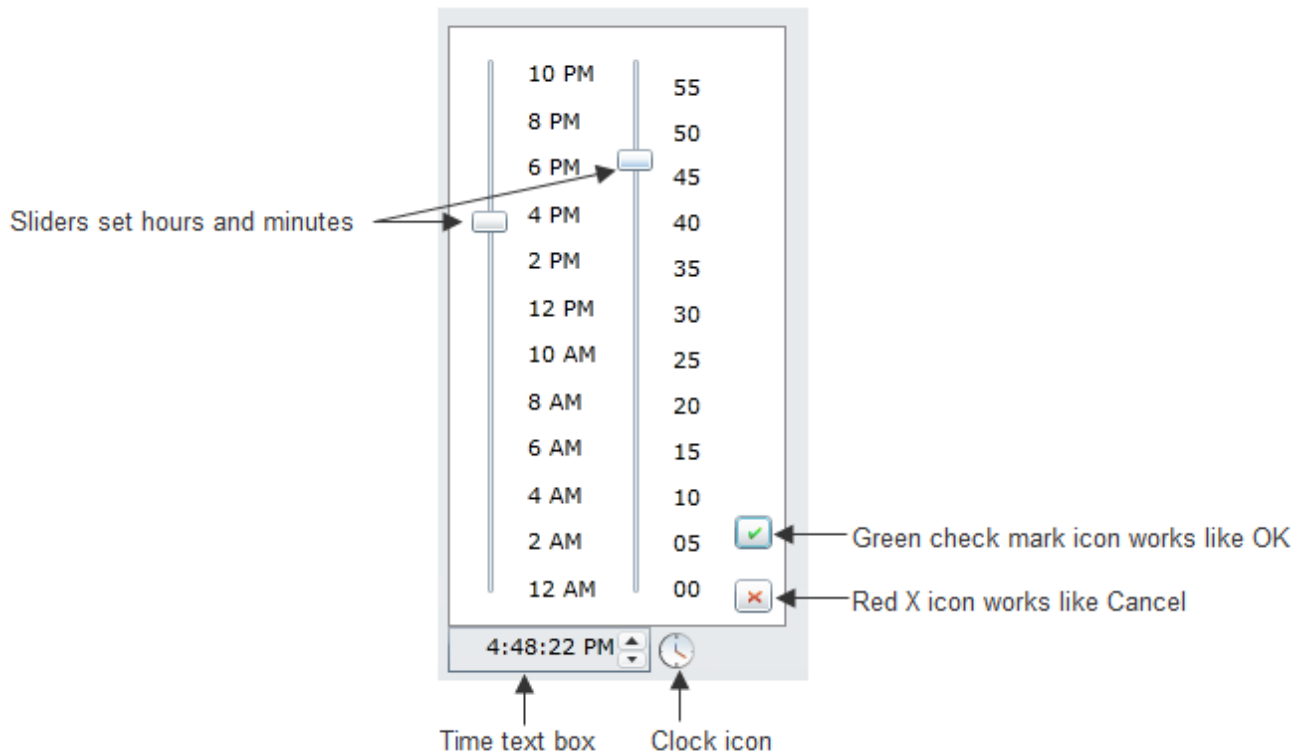 10 PM 55
8 PM 50
6 PM 45
Sliders set hours and minutes 4 PM 40
2 PM 35
12 PM 30
10 AM 25
8 AM 20
6 AM 15
4 AM 10
2 AM 05 Green check mark icon works like OK
12 AM 00 Red X icon works like Cancel
4:48:22 PM
Time text box Clock icon